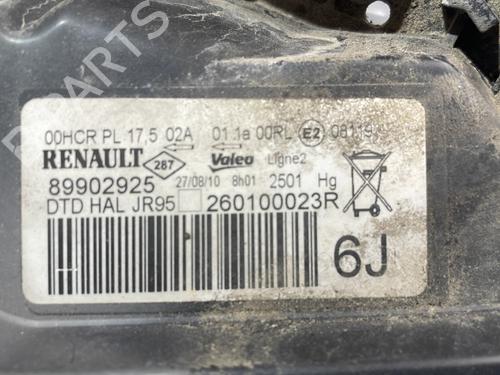 00HCR PL 17,5 02A 01 1a 00RL E2 08119
RENAULT 287 Valeo Ligne2
89902925 27/08/10 8h01 2501 Hg
DTD HAL JR95 260100023R
6J